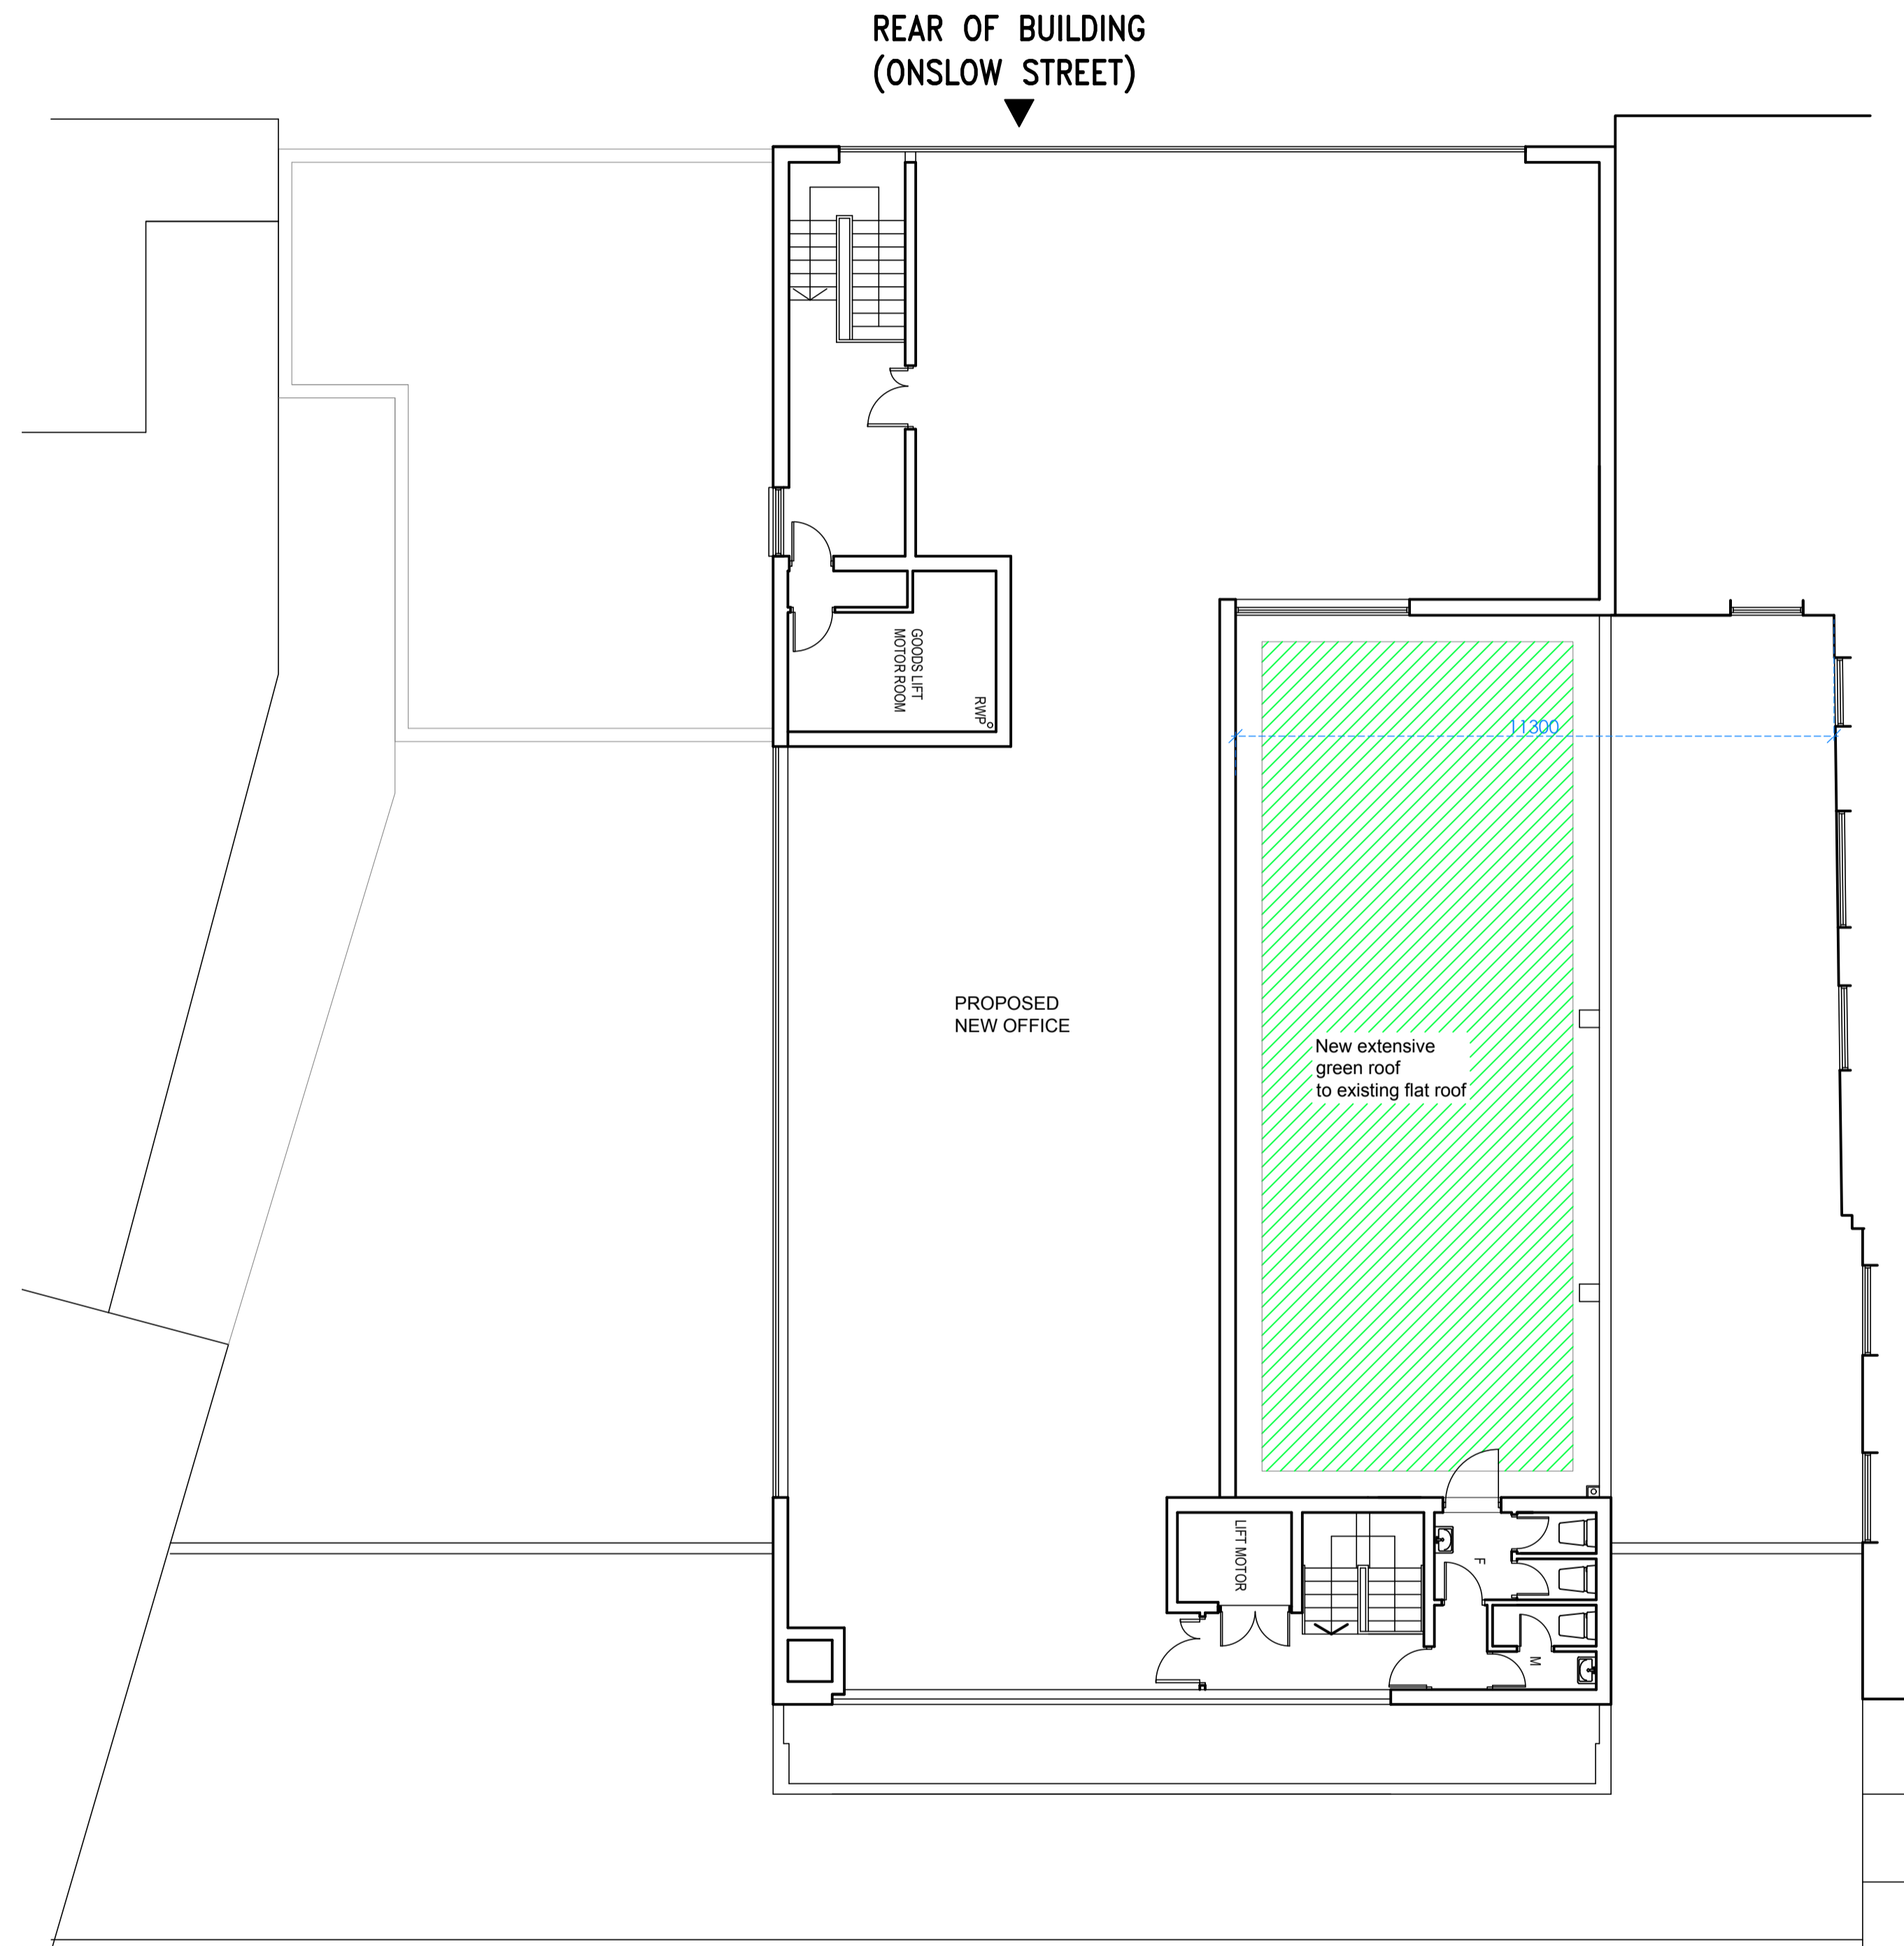 REAR OF BUILDING
(ONSLOW STREET)
GOODS LIFT
MOTOR ROOM
RWP
11300
PROPOSED
NEW OFFICE
New extensive
green roof
to existing flat roof
LIFT MOTOR
F
M